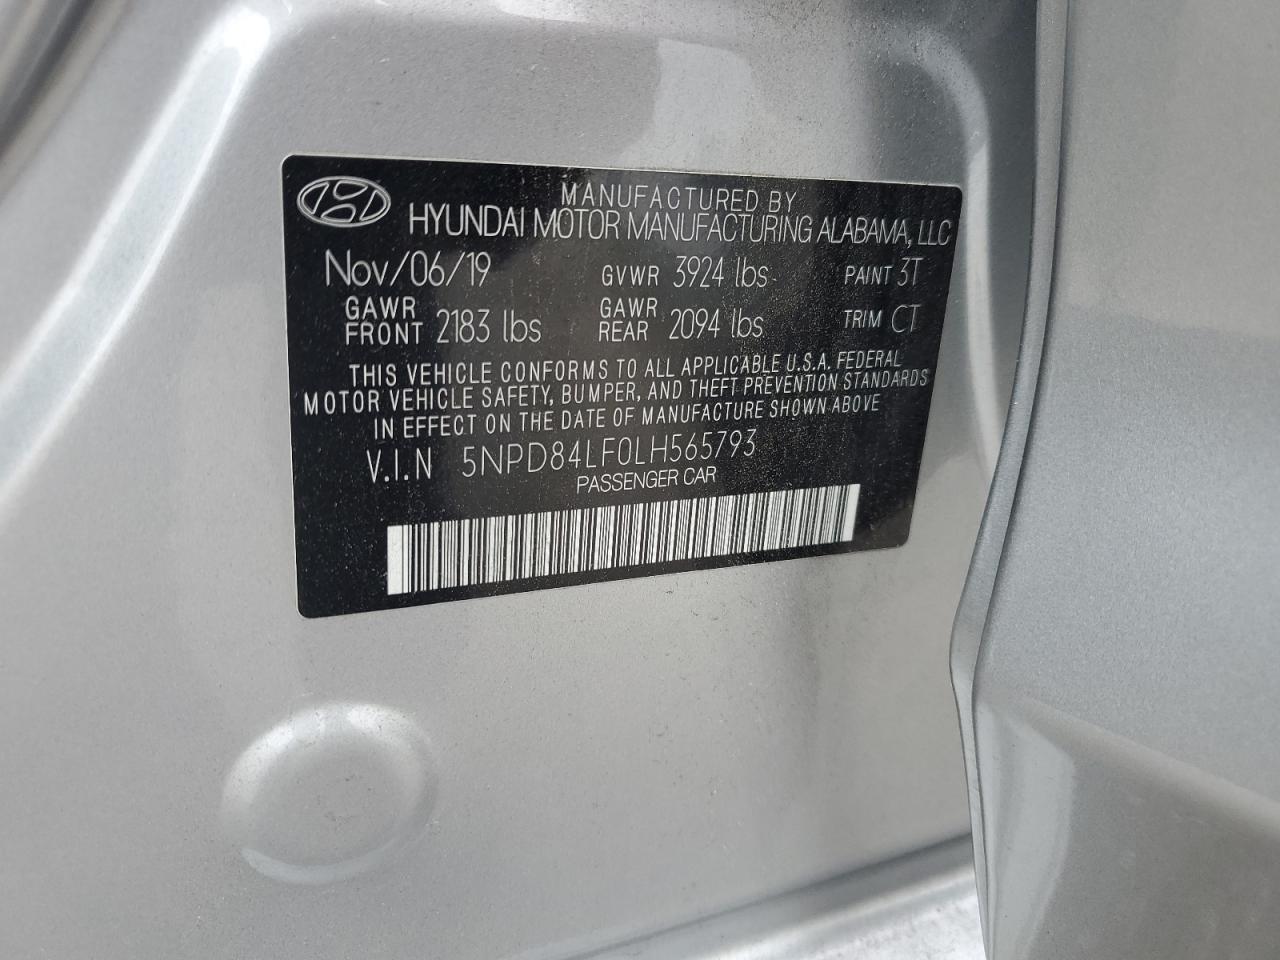 MANUFACTURED BY
HYUNDAI MOTOR MANUFACTURING ALABAMA, LLC
Nov/06/19 GVWR 3924 lbs PAINT 3T
GAWR FRONT 2183 lbs GAWR REAR 2094 lbs TRIM CT
THIS VEHICLE CONFORMS TO ALL APPLICABLE U.S.A. FEDERAL
MOTOR VEHICLE SAFETY, BUMPER, AND THEFT PREVENTION STANDARDS
IN EFFECT ON THE DATE OF MANUFACTURE SHOWN ABOVE
V.I.N 5NPD84LF0LH565793
PASSENGER CAR